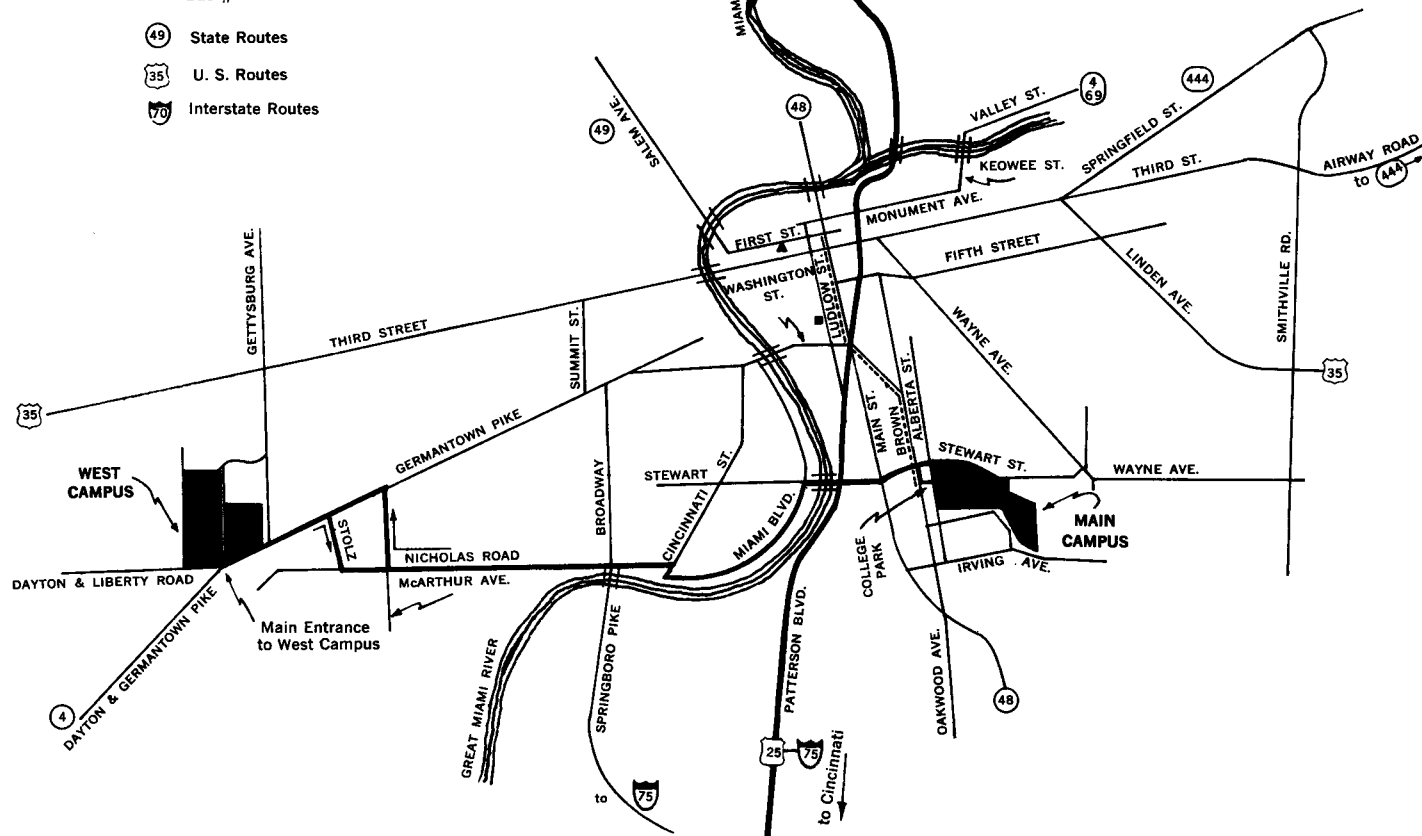 49 State Routes
35 U. S. Routes
70 Interstate Routes
MIAMI
48
49
SALEM AVE.
VALLEY ST.
4
69
444
SPRINGFIELD ST.
KEOWEE ST.
THIRD ST.
AIRWAY ROAD
to 444
MONUMENT AVE.
FIRST ST.
FIFTH STREET
WASHINGTON
ST.
LUDLOW ST.
LINDEN AVE.
SMITHVILLE RD.
GETTYSBURG AVE.
THIRD STREET
SUMMIT ST.
WAYNE AVE.
35
35
GERMANTOWN PIKE
MAIN ST.
BROWN
ALBERTA ST.
WEST
CAMPUS
STEWART
STEWART ST.
WAYNE AVE.
BROADWAY
CINCINNATI ST.
MIAMI BLVD.
STOLZ
NICHOLAS ROAD
McARTHUR AVE.
COLLEGE
PARK
MAIN
CAMPUS
IRVING AVE.
DAYTON & LIBERTY ROAD
Main Entrance
to West Campus
DAYTON & GERMANTOWN PIKE
4
GREAT MIAMI RIVER
SPRINGBORO PIKE
PATTERSON BLVD.
OAKWOOD AVE.
48
25 75
to Cincinnati
to 75